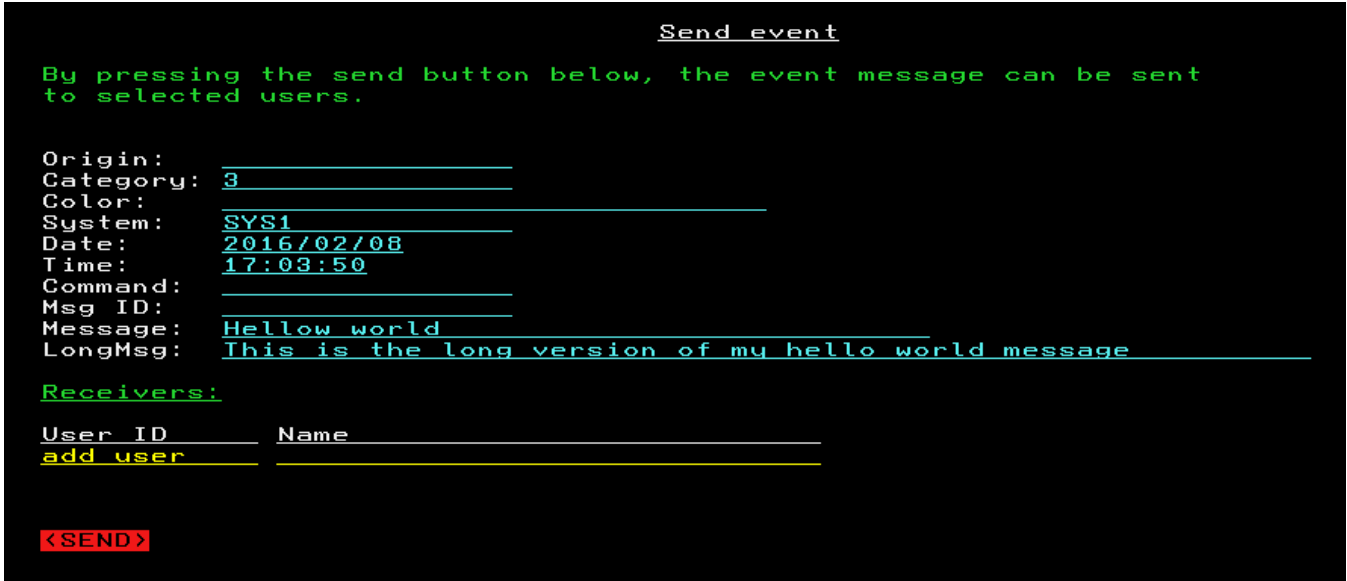 Send event
By pressing the send button below, the event message can be sent
to selected users.
Origin:
Category: 3
Color:
System: SYS1
Date: 2016/02/08
Time: 17:03:50
Command:
Msg ID:
Message: Hellow world
LongMsg: This is the long version of my hello world message
Receivers:
User ID Name
add user
<SEND>